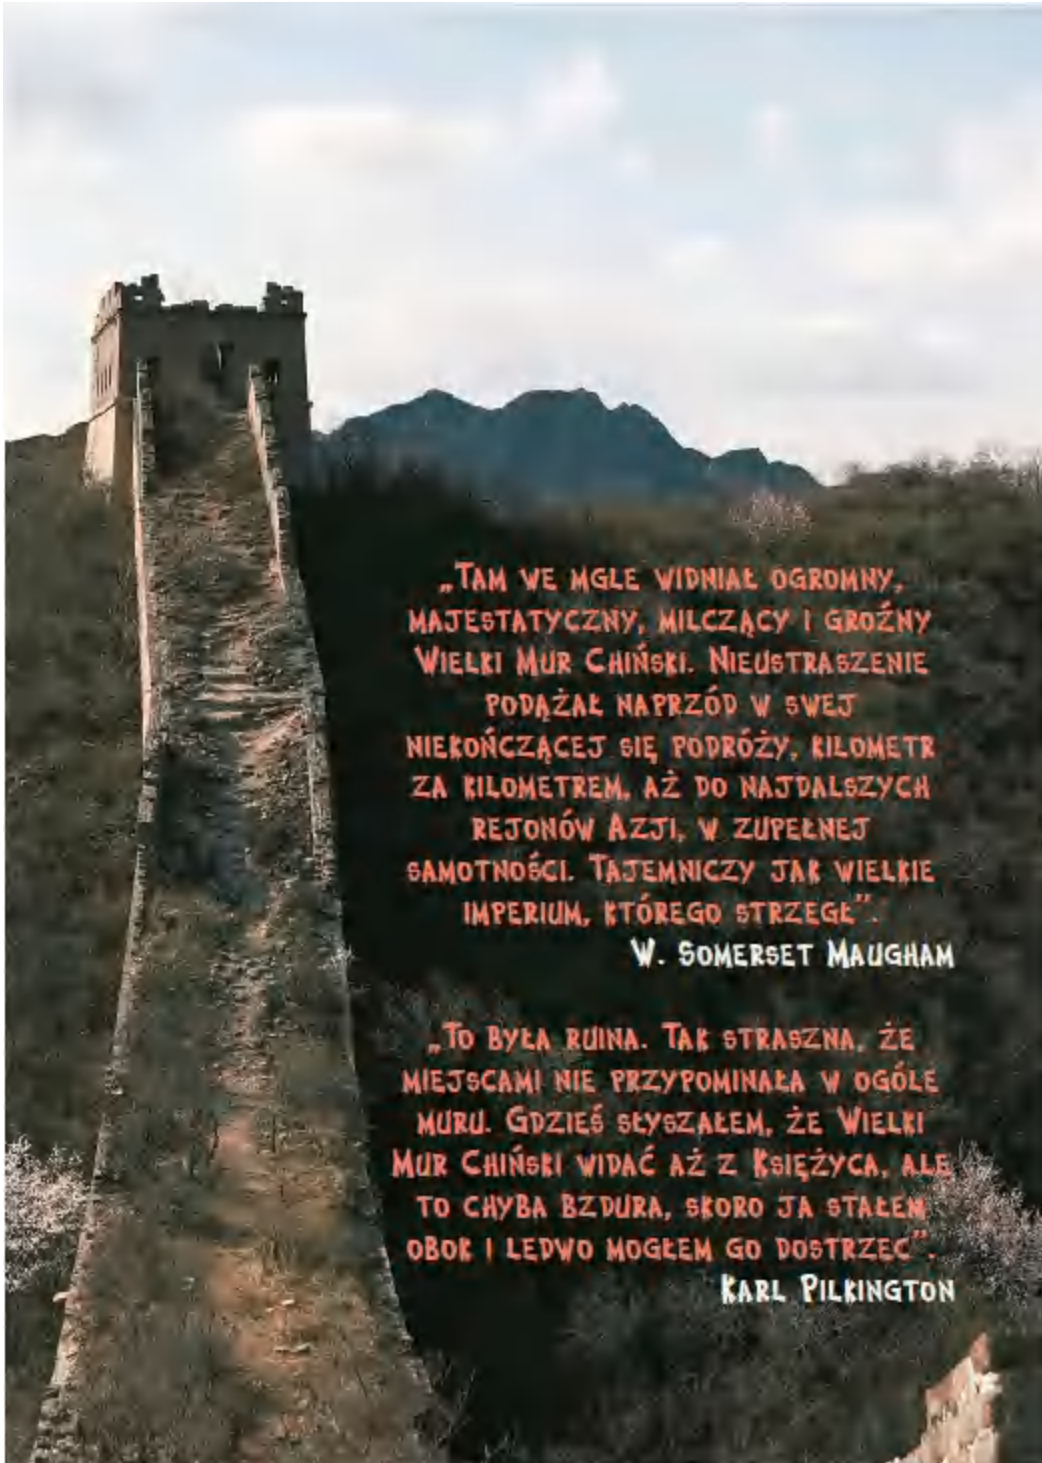 „Tam we mgle widniał ogromny,
majestatyczny, milczący i groźny
Wielki Mur Chiński. Nieustraszenie
podążał naprzód w swej
niekończącej się podróży, kilometr
za kilometrem, aż do najdalszych
rejonów Azji, w zupełnej
samotności. Tajemniczy jak wielkie
imperium, którego strzegł”.
W. Somerset Maugham
„To była ruina. Tak straszna, że
miejscami nie przypominała w ogóle
muru. Gdzieś słyszałem, że Wielki
Mur Chiński widać aż z Księżyca, ale
to chyba bzdura, skoro ja stałem
obok i ledwo mogłem go dostrzec”.
Karl Pilkington